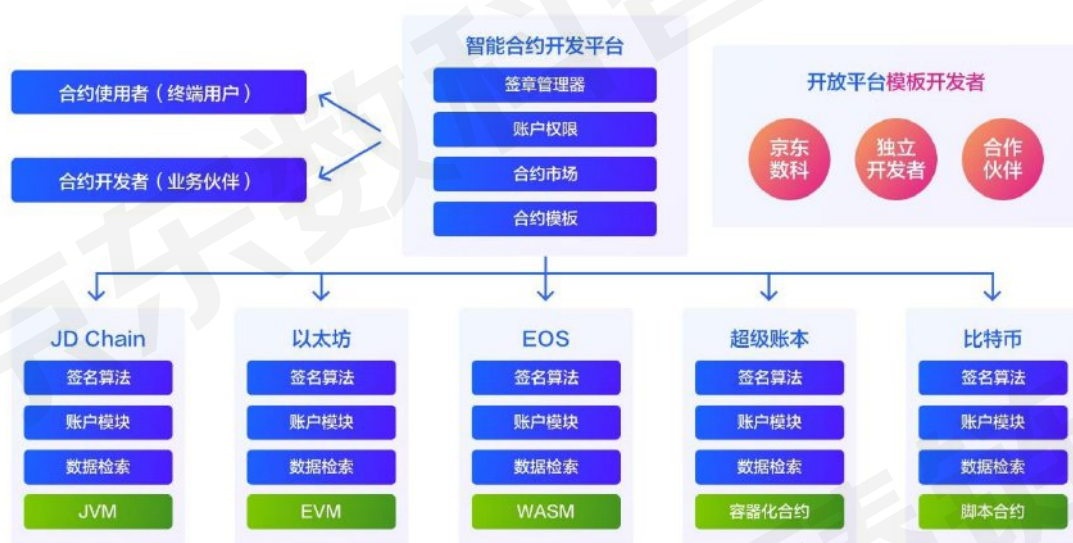 智能合约开发平台
签章管理器
账户权限
合约市场
合约模板
合约使用者（终端用户）
合约开发者（业务伙伴）
开放平台模板开发者
京东
数科
独立
开发者
合作
伙伴
JD Chain
签名算法
账户模块
数据检索
JVM
以太坊
签名算法
账户模块
数据检索
EVM
EOS
签名算法
账户模块
数据检索
WASM
超级账本
签名算法
账户模块
数据检索
容器化合约
比特币
签名算法
账户模块
数据检索
脚本合约
京东数科